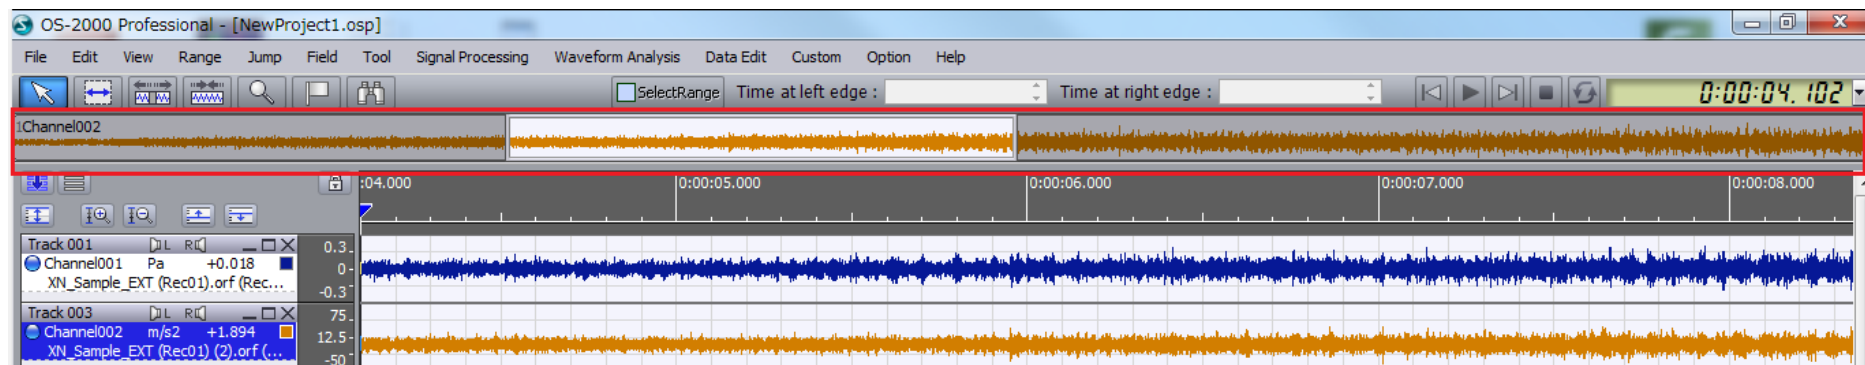 OS-2000 Professional - [NewProject1.osp]
File Edit View Range Jump Field Tool Signal Processing Waveform Analysis Data Edit Custom Option Help
SelectRange Time at left edge : Time at right edge : 0:00:04.102
1Channel002
:04.000 0:00:05.000 0:00:06.000 0:00:07.000 0:00:08.000
Track 001 L R
0.3
Channel001 Pa +0.018
0
XN_Sample_EXT (Rec01).orf (Rec...
-0.3
Track 003 L R
75
Channel002 m/s2 +1.894
12.5
XN_Sample_EXT (Rec01) (2).orf (...
-50